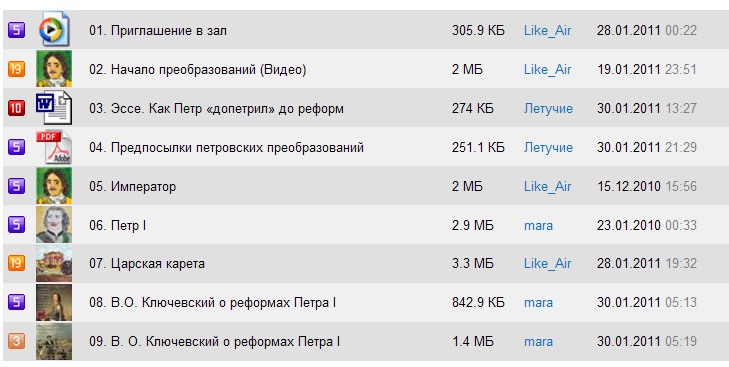 5 01. Приглашение в зал 305.9 КБ Like_Air 28.01.2011 00:22
19 02. Начало преобразований (Видео) 2 МБ Like_Air 19.01.2011 23:51
10 W 03. Эссе. Как Петр «допетрил» до реформ 274 КБ Летучие 30.01.2011 13:27
5 PDF Adobe 04. Предпосылки петровских преобразований 251.1 КБ Летучие 30.01.2011 21:29
5 05. Император 2 МБ Like_Air 15.12.2010 15:56
5 06. Петр I 2.9 МБ mara 23.01.2010 00:33
19 07. Царская карета 3.3 МБ Like_Air 28.01.2011 19:32
5 08. В.О. Ключевский о реформах Петра I 842.9 КБ mara 30.01.2011 05:13
3 09. В. О. Ключевский о реформах Петра I 1.4 МБ mara 30.01.2011 05:19